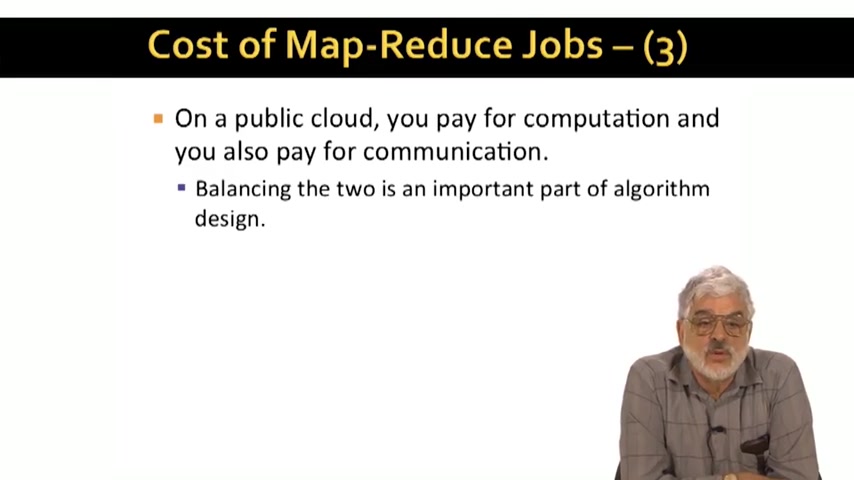 Cost of Map-Reduce Jobs – (3)
On a public cloud, you pay for computation and
you also pay for communication.
Balancing the two is an important part of algorithm
design.